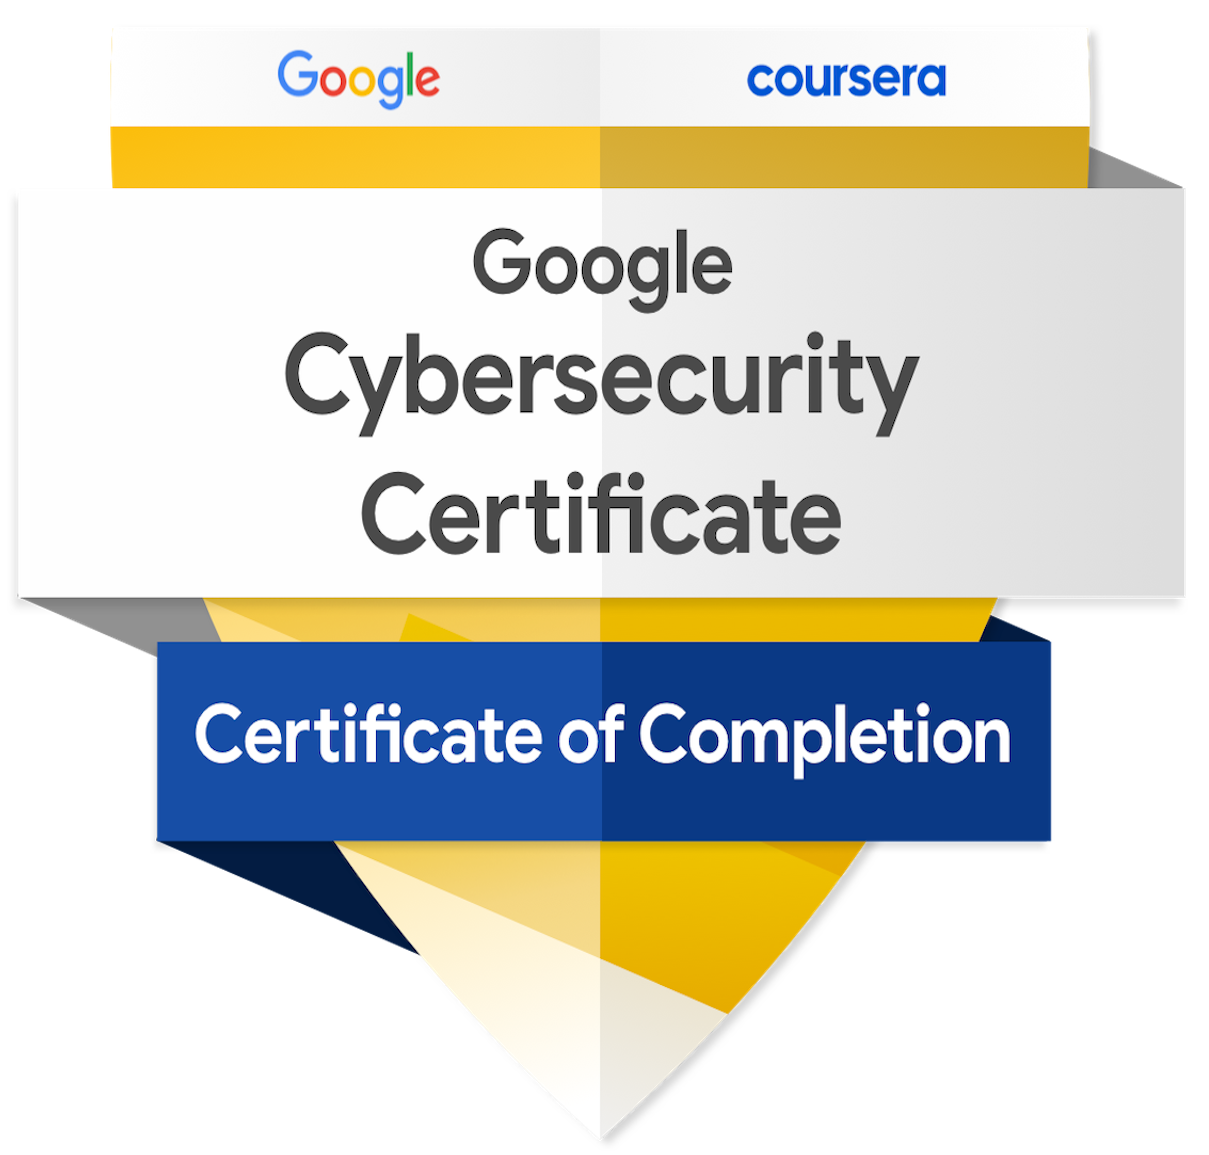 Google coursera
Google
Cybersecurity
Certificate
Certificate of Completion